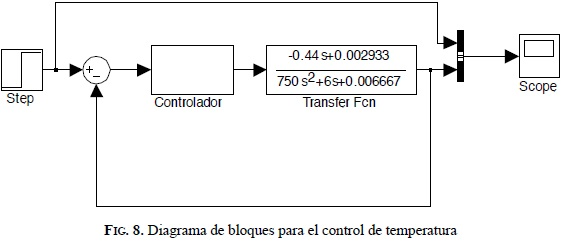 -0.44s+0.002933
750 s2+6s+0.006667
+
-
Step
Controlador
Transfer Fcn
Scope
FIG. 8. Diagrama de bloques para el control de temperatura